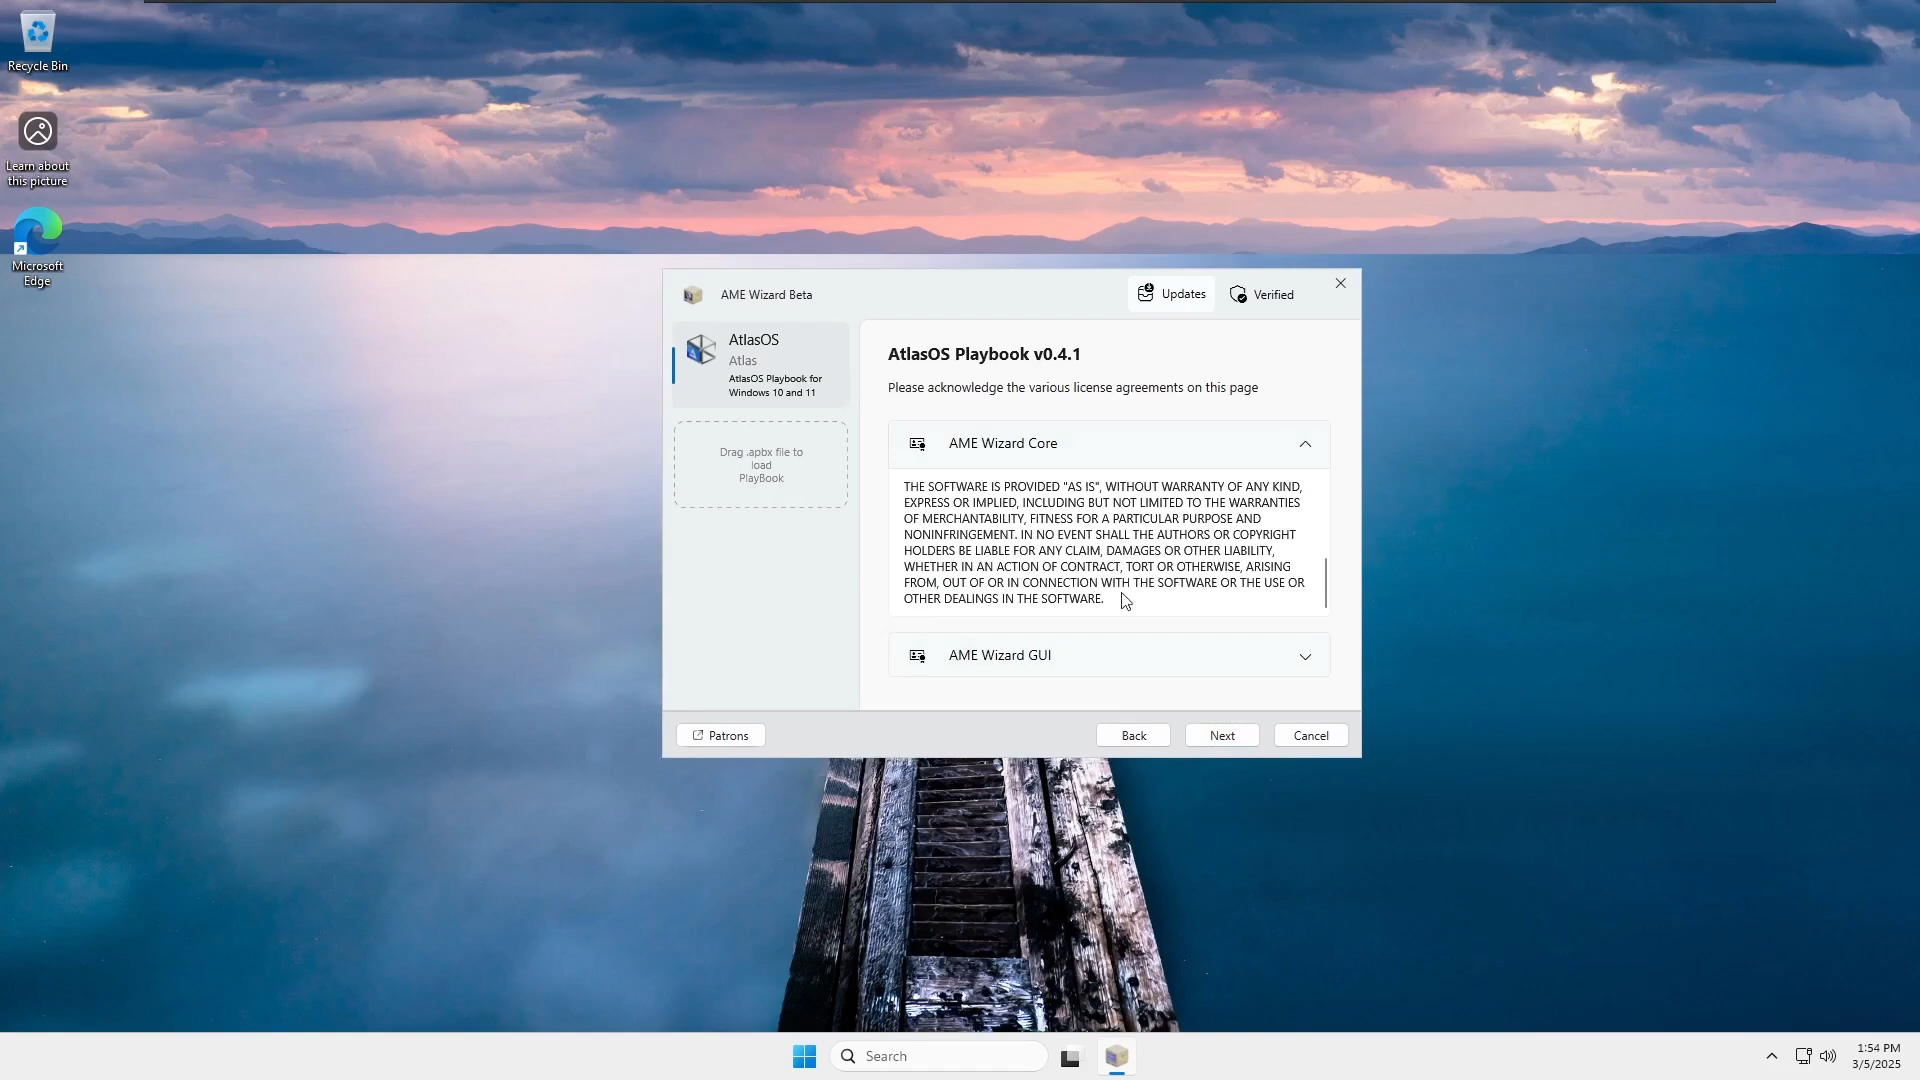 Recycle Bin
Learn about
this picture
Microsoft
Edge
AME Wizard Beta
Updates
Verified
AtlasOS
Atlas
AtlasOS Playbook for
Windows 10 and 11
Drag .apbx file to
load
PlayBook
AtlasOS Playbook v0.4.1
Please acknowledge the various license agreements on this page
AME Wizard Core
THE SOFTWARE IS PROVIDED "AS IS", WITHOUT WARRANTY OF ANY KIND,
EXPRESS OR IMPLIED, INCLUDING BUT NOT LIMITED TO THE WARRANTIES
OF MERCHANTABILITY, FITNESS FOR A PARTICULAR PURPOSE AND
NONINFRINGEMENT. IN NO EVENT SHALL THE AUTHORS OR COPYRIGHT
HOLDERS BE LIABLE FOR ANY CLAIM, DAMAGES OR OTHER LIABILITY,
WHETHER IN AN ACTION OF CONTRACT, TORT OR OTHERWISE, ARISING
FROM, OUT OF OR IN CONNECTION WITH THE SOFTWARE OR THE USE OR
OTHER DEALINGS IN THE SOFTWARE.
AME Wizard GUI
Patrons
Back
Next
Cancel
Search
1:54 PM
3/5/2025